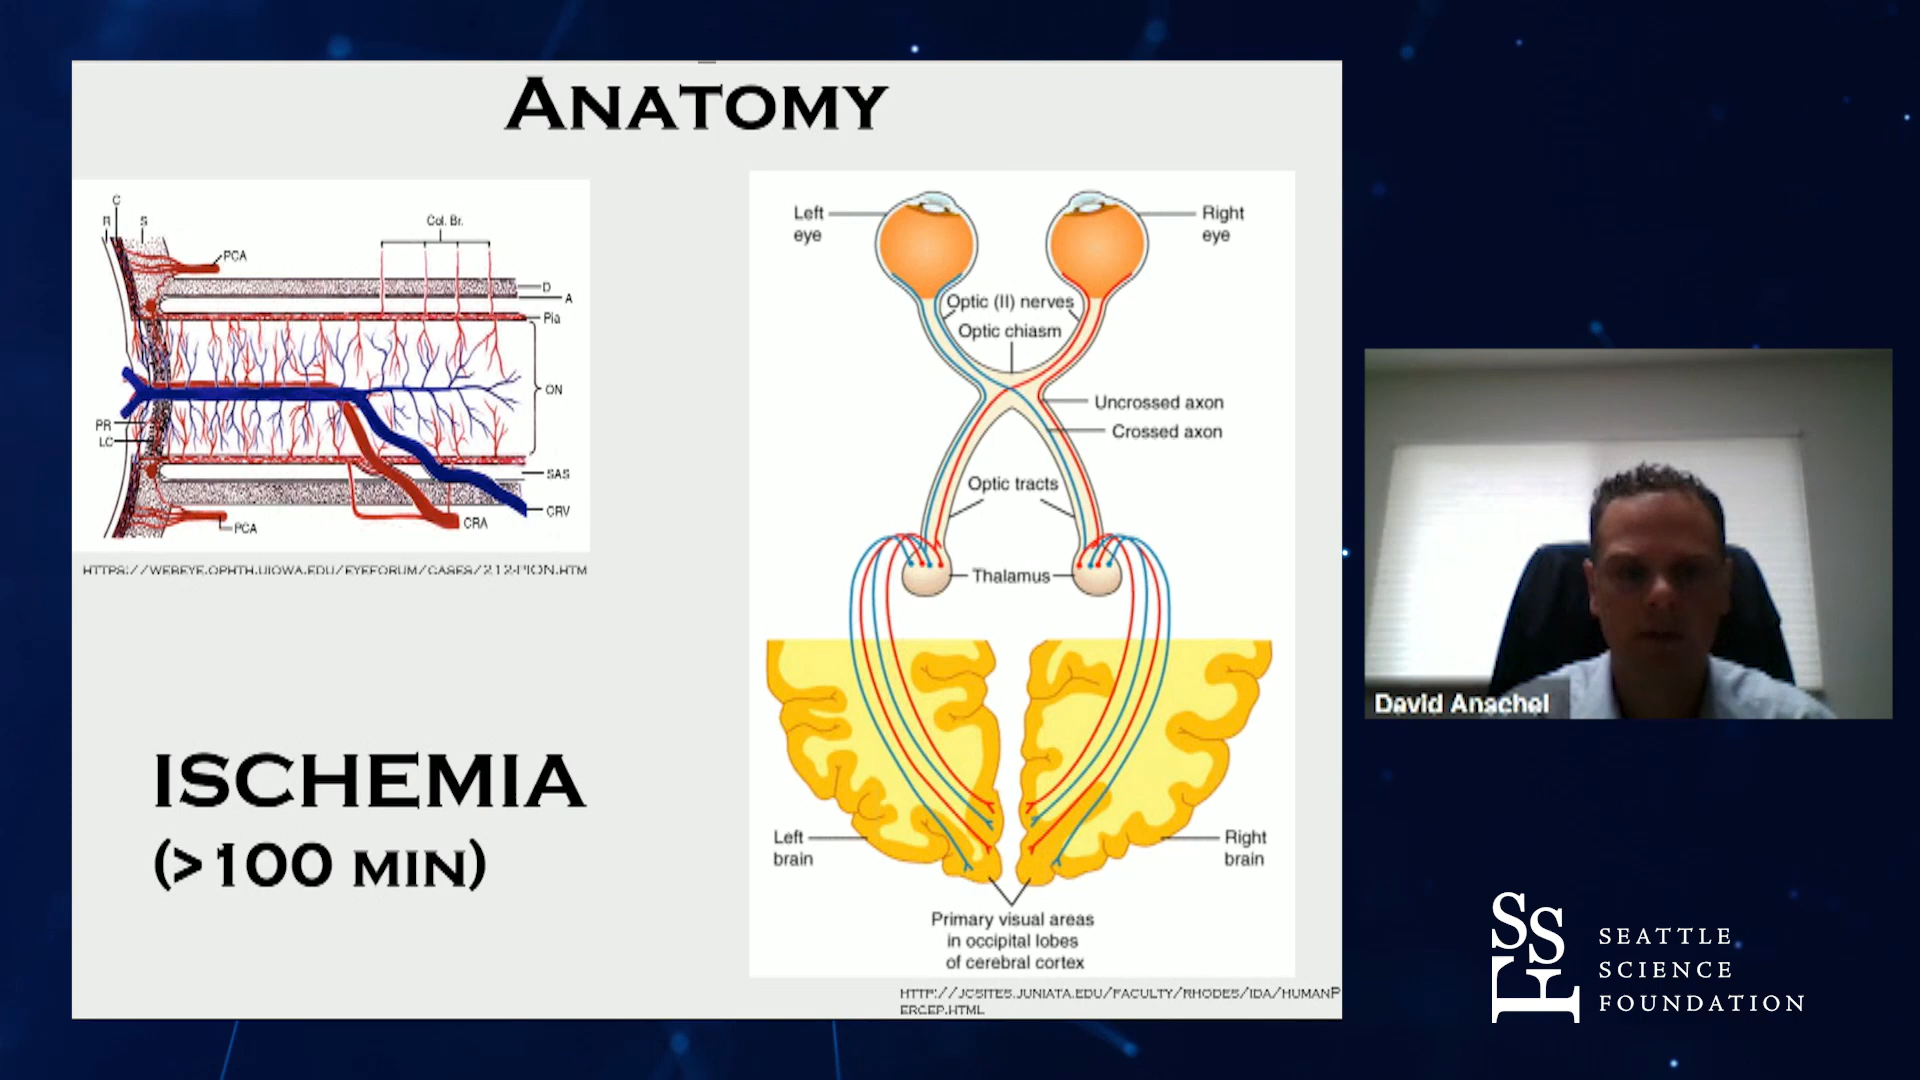 ANATOMY
C
R
S
Col. Br.
PCA
D
A
Pia
ON
PR
LC
SAS
CRV
CRA
PCA
HTTPS://WEBEYE.OPHTH.UIOWA.EDU/EYEFORUM/CASES/212-PION.HTM
ISCHEMIA
(>100 MIN)
Left
eye
Right
eye
Optic (II) nerves
Optic chiasm
Uncrossed axon
Crossed axon
Optic tracts
Thalamus
Left
brain
Right
brain
Primary visual areas
in occipital lobes
of cerebral cortex
HTTP://JCSITES.JUNIATA.EDU/FACULTY/RHODES/IDA/HUMANP
ERCEP.HTML
David Anschel
SSF
SEATTLE
SCIENCE
FOUNDATION